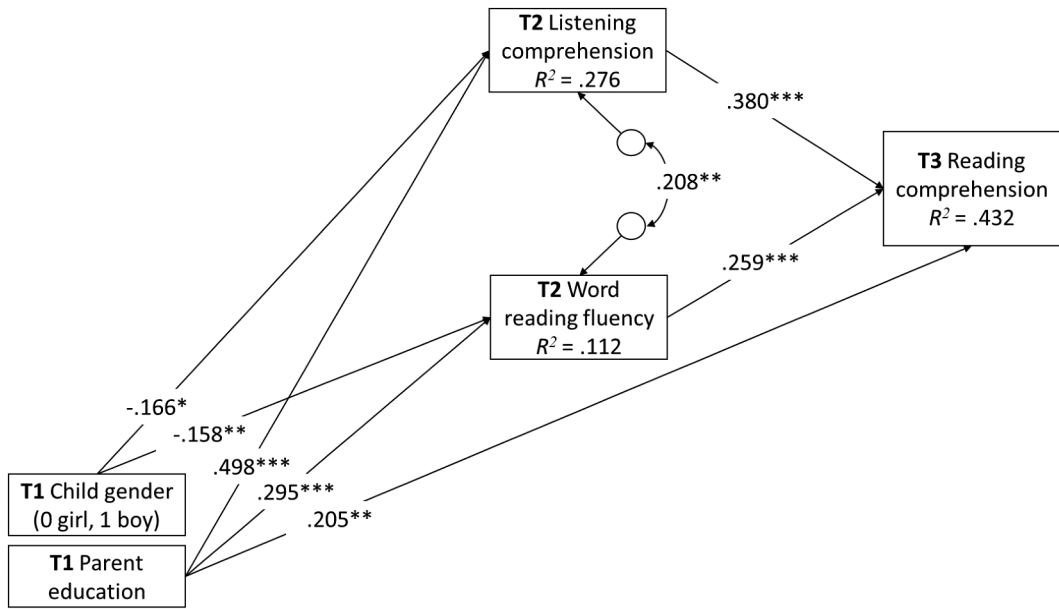 T2 Listening
comprehension
R² = .276
.380***
T3 Reading
comprehension
R² = .432
.208**
.259***
T2 Word
reading fluency
R² = .112
-.166*
-.158**
.498***
.295***
.205**
T1 Child gender
(0 girl, 1 boy)
T1 Parent
education